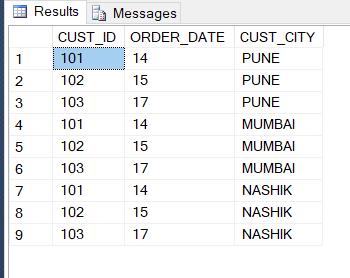 Results Messages
CUST_ID ORDER_DATE CUST_CITY
1 101 14 PUNE
2 102 15 PUNE
3 103 17 PUNE
4 101 14 MUMBAI
5 102 15 MUMBAI
6 103 17 MUMBAI
7 101 14 NASHIK
8 102 15 NASHIK
9 103 17 NASHIK